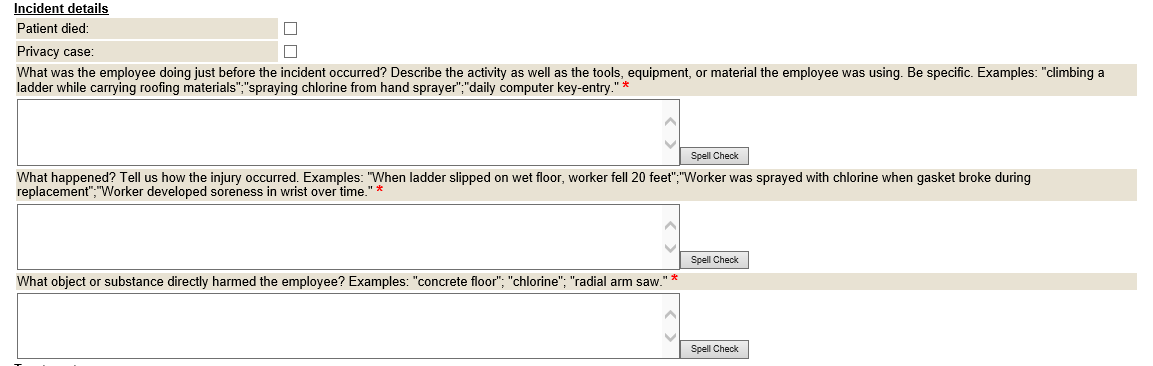 Incident details
Patient died:
Privacy case:
What was the employee doing just before the incident occurred? Describe the activity as well as the tools, equipment, or material the employee was using. Be specific. Examples: "climbing a
ladder while carrying roofing materials";"spraying chlorine from hand sprayer";"daily computer key-entry." *
Spell Check
What happened? Tell us how the injury occurred. Examples: "When ladder slipped on wet floor, worker fell 20 feet";"Worker was sprayed with chlorine when gasket broke during
replacement";"Worker developed soreness in wrist over time." *
Spell Check
What object or substance directly harmed the employee? Examples: "concrete floor"; "chlorine"; "radial arm saw." *
Spell Check